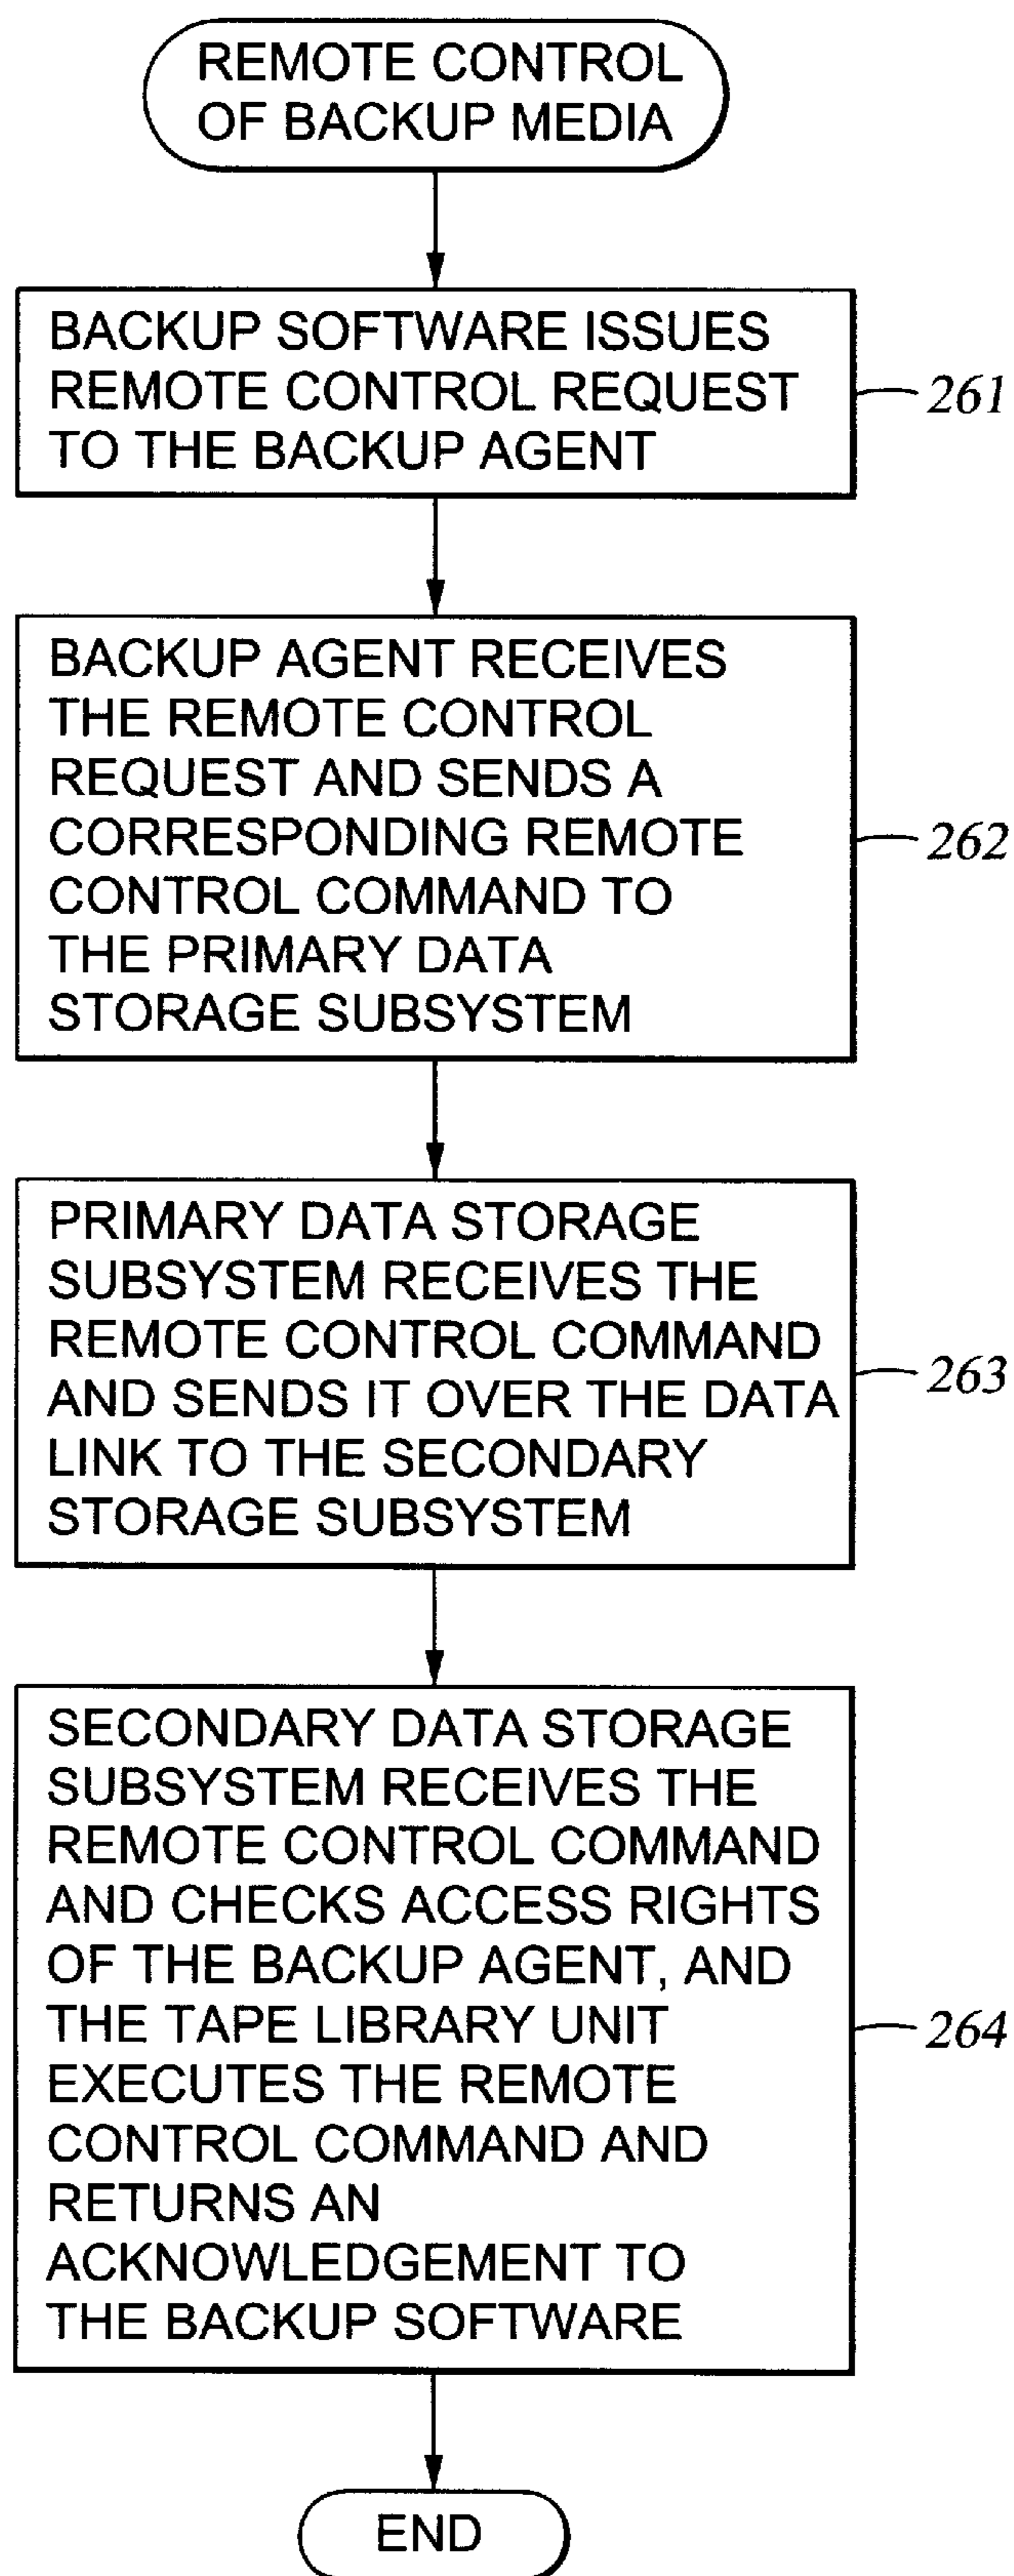 REMOTE CONTROL
OF BACKUP MEDIA
BACKUP SOFTWARE ISSUES
REMOTE CONTROL REQUEST
TO THE BACKUP AGENT
261
BACKUP AGENT RECEIVES
THE REMOTE CONTROL
REQUEST AND SENDS A
CORRESPONDING REMOTE
CONTROL COMMAND TO
THE PRIMARY DATA
STORAGE SUBSYSTEM
262
PRIMARY DATA STORAGE
SUBSYSTEM RECEIVES THE
REMOTE CONTROL COMMAND
AND SENDS IT OVER THE DATA
LINK TO THE SECONDARY
STORAGE SUBSYSTEM
263
SECONDARY DATA STORAGE
SUBSYSTEM RECEIVES THE
REMOTE CONTROL COMMAND
AND CHECKS ACCESS RIGHTS
OF THE BACKUP AGENT, AND
THE TAPE LIBRARY UNIT
EXECUTES THE REMOTE
CONTROL COMMAND AND
RETURNS AN
ACKNOWLEDGEMENT TO
THE BACKUP SOFTWARE
264
END